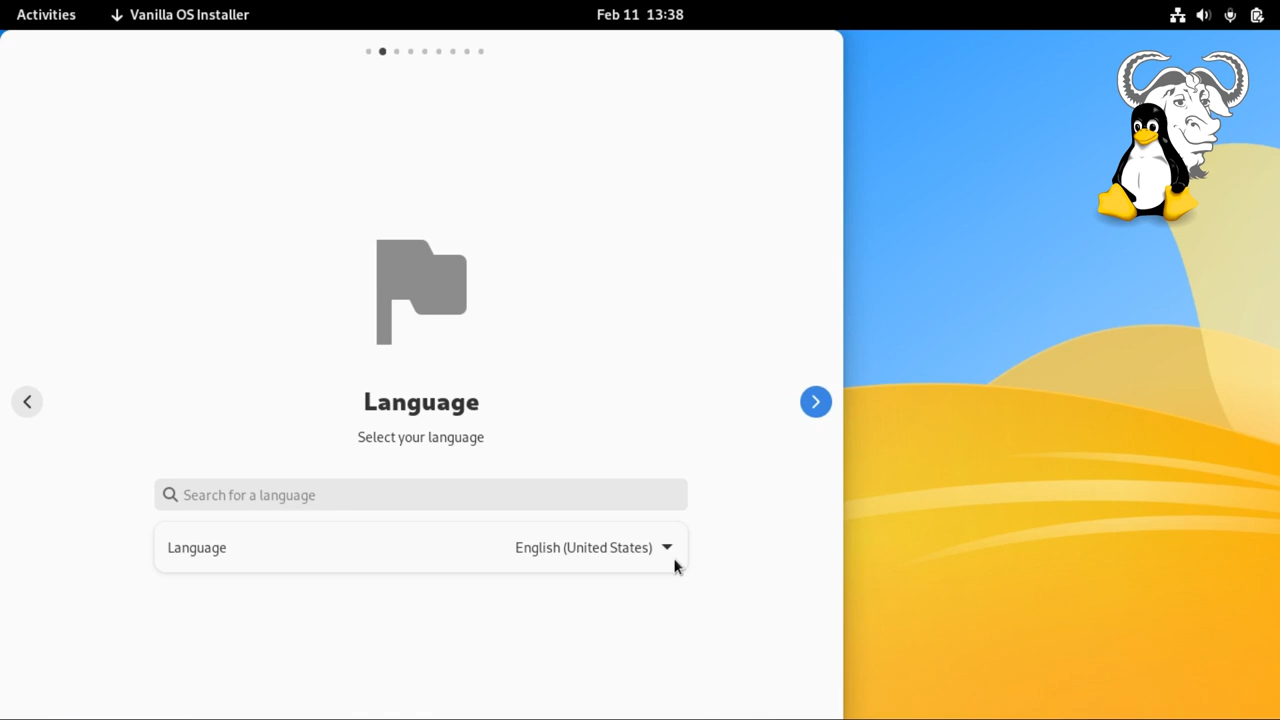 Activities
Vanilla OS Installer
Feb 11 13:38
Language
Select your language
Search for a language
Language English (United States)